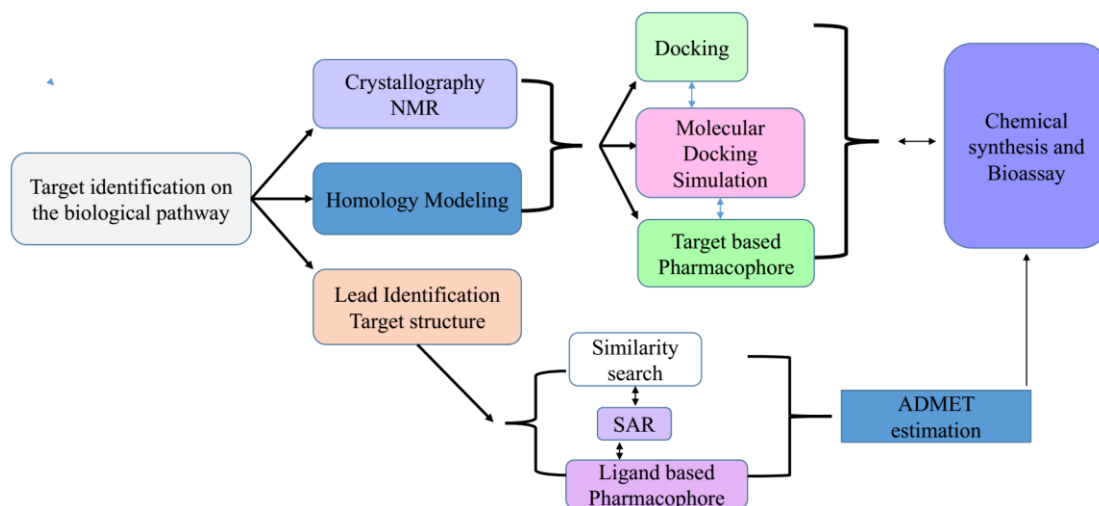 Target identification on
the biological pathway
Crystallography
NMR
Homology Modeling
Lead Identification
Target structure
Docking
Molecular
Docking
Simulation
Target based
Pharmacophore
Chemical
synthesis and
Bioassay
Similarity
search
SAR
Ligand based
Pharmacophore
ADMET
estimation